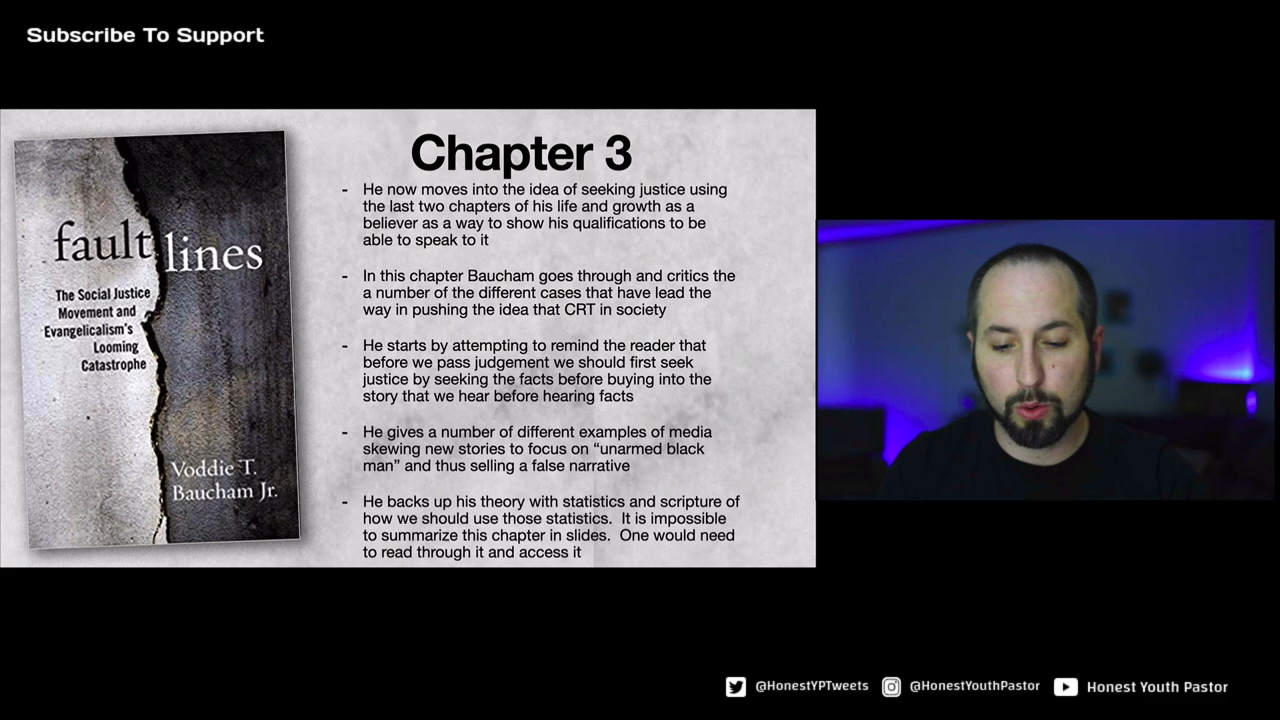 Subscribe To Support
fault lines
The Social Justice
Movement and
Evangelicalism's
Looming
Catastrophe
Voddie T.
Baucham Jr.
Chapter 3
- He now moves into the idea of seeking justice using
the last two chapters of his life and growth as a
believer as a way to show his qualifications to be
able to speak to it
- In this chapter Baucham goes through and critics the
a number of the different cases that have lead the
way in pushing the idea that CRT in society
- He starts by attempting to remind the reader that
before we pass judgement we should first seek
justice by seeking the facts before buying into the
story that we hear before hearing facts
- He gives a number of different examples of media
skewing new stories to focus on “unarmed black
man” and thus selling a false narrative
- He backs up his theory with statistics and scripture of
how we should use those statistics.  It is impossible
to summarize this chapter in slides.  One would need
to read through it and access it
@HonestYPTweets @HonestYouthPastor Honest Youth Pastor